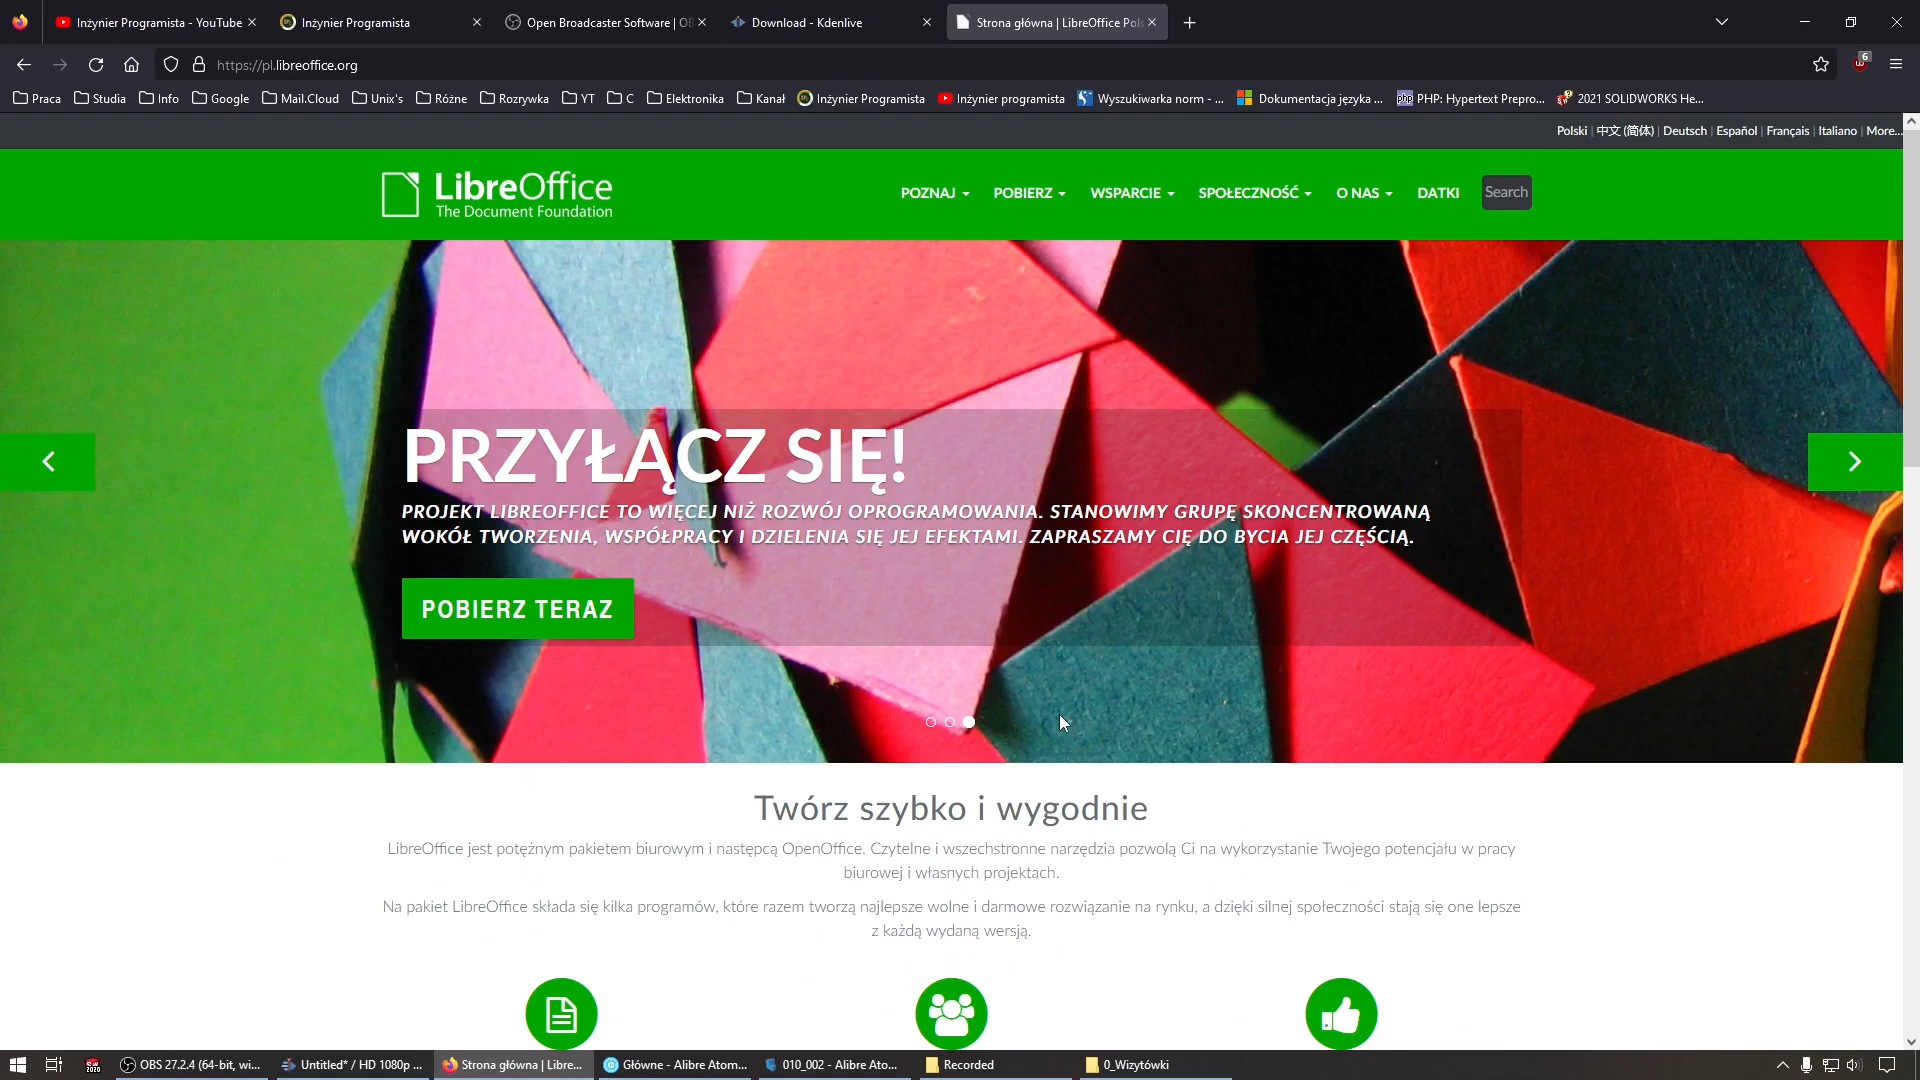 Inżynier Programista - YouTube
Inżynier Programista
Open Broadcaster Software | OB
Download - Kdenlive
Strona główna | LibreOffice Pols
https://pl.libreoffice.org
6
Praca
Studia
Info
Google
Mail.Cloud
Unix's
Różne
Rozrywka
YT
C
Elektronika
Kanał
Inżynier Programista
Inżynier programista
Wyszukiwarka norm - ...
Dokumentacja języka ...
php PHP: Hypertext Prepro...
2021 SOLIDWORKS He...
Polski | 中文 (简体) | Deutsch | Español | Français | Italiano | More...
LibreOffice
The Document Foundation
POZNAJ
POBIERZ
WSPARCIE
SPOŁECZNOŚĆ
O NAS
DATKI
Search
PRZYŁĄCZ SIĘ!
PROJEKT LIBREOFFICE TO WIĘCEJ NIŻ ROZWÓJ OPROGRAMOWANIA. STANOWIMY GRUPĘ SKONCENTROWANĄ
WOKÓŁ TWORZENIA, WSPÓŁPRACY I DZIELENIA SIĘ JEJ EFEKTAMI. ZAPRASZAMY CIĘ DO BYCIA JEJ CZĘŚCIĄ.
POBIERZ TERAZ
Twórz szybko i wygodnie
LibreOffice jest potężnym pakietem biurowym i następcą OpenOffice. Czytelne i wszechstronne narzędzia pozwolą Ci na wykorzystanie Twojego potencjału w pracy
biurowej i własnych projektach.
Na pakiet LibreOffice składa się kilka programów, które razem tworzą najlepsze wolne i darmowe rozwiązanie na rynku, a dzięki silnej społeczności stają się one lepsze
z każdą wydaną wersją.
OBS 27.2.4 (64-bit, wi...
Untitled* / HD 1080p ...
Strona główna | Libre...
Główne - Alibre Atom...
010_002 - Alibre Ato...
Recorded
0_Wizytówki